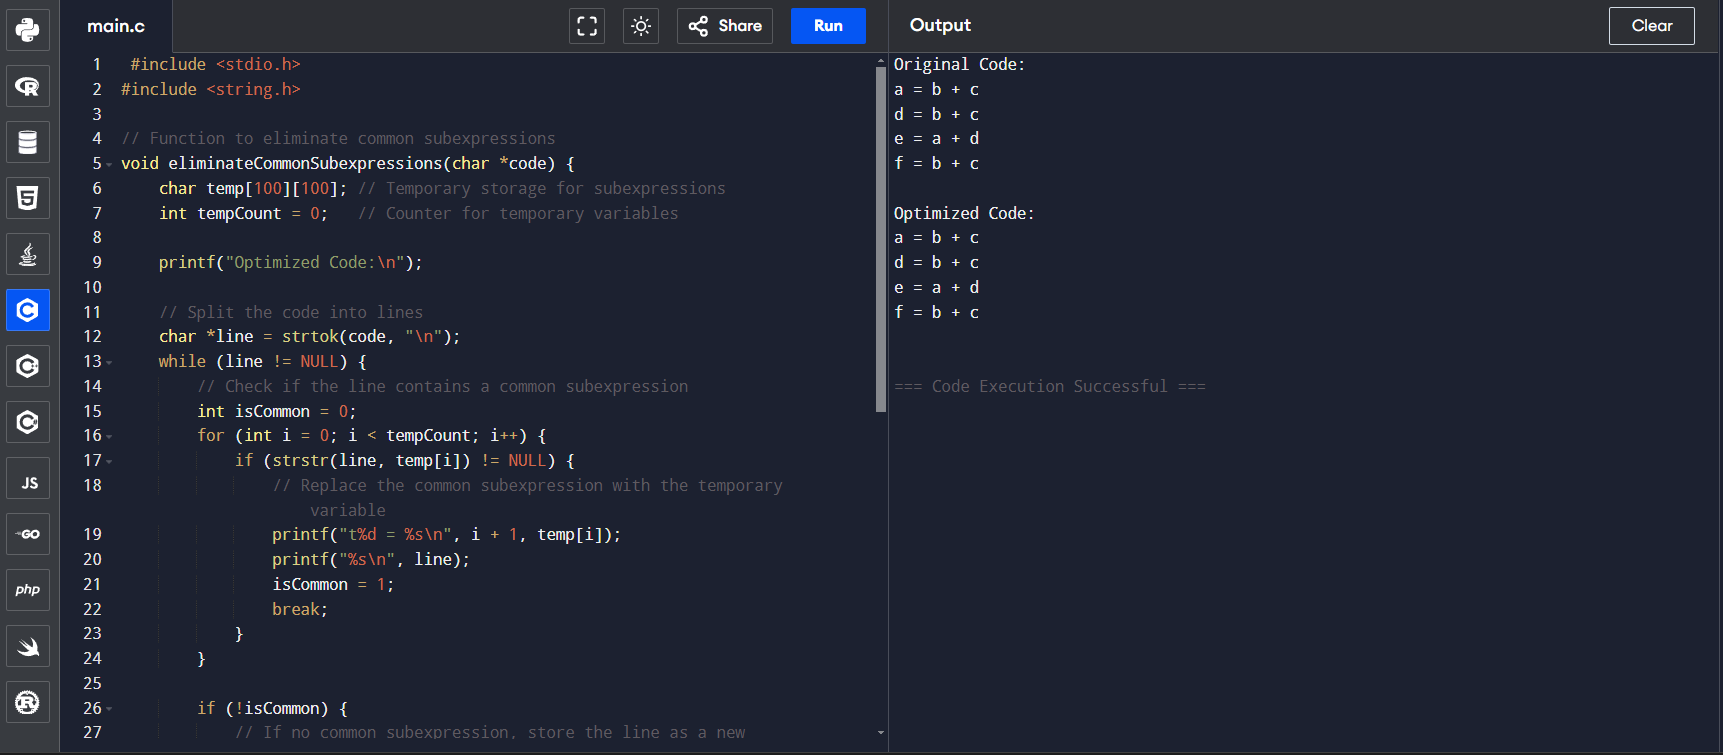 main.c
Share
Run
Output
Clear
1 #include <stdio.h>
2 #include <string.h>
3
4 // Function to eliminate common subexpressions
5 void eliminateCommonSubexpressions(char *code) {
6 char temp[100][100]; // Temporary storage for subexpressions
7 int tempCount = 0; // Counter for temporary variables
8
9 printf("Optimized Code:\n");
10
11 // Split the code into lines
12 char *line = strtok(code, "\n");
13 while (line != NULL) {
14 // Check if the line contains a common subexpression
15 int isCommon = 0;
16 for (int i = 0; i < tempCount; i++) {
17 if (strstr(line, temp[i]) != NULL) {
18 // Replace the common subexpression with the temporary
variable
19 printf("t%d = %s\n", i + 1, temp[i]);
20 printf("%s\n", line);
21 isCommon = 1;
22 break;
23 }
24 }
25
26 if (!isCommon) {
27 // If no common subexpression, store the line as a new
Original Code:
a = b + c
d = b + c
e = a + d
f = b + c
Optimized Code:
a = b + c
d = b + c
e = a + d
f = b + c
=== Code Execution Successful ===
R
5
C
C
C
JS
GO
php
R